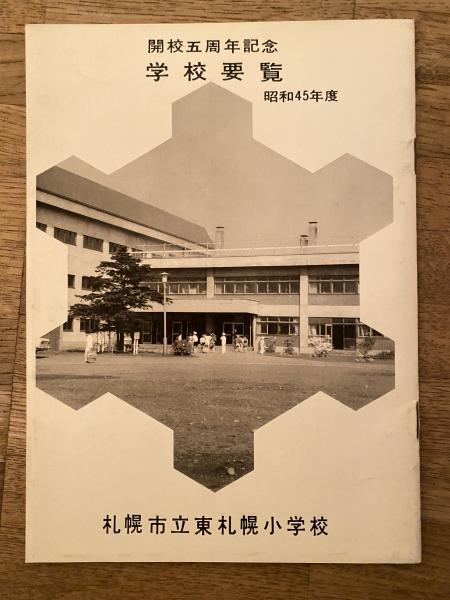 開校五周年記念
学校要覧
昭和45年度
札幌市立東札幌小学校